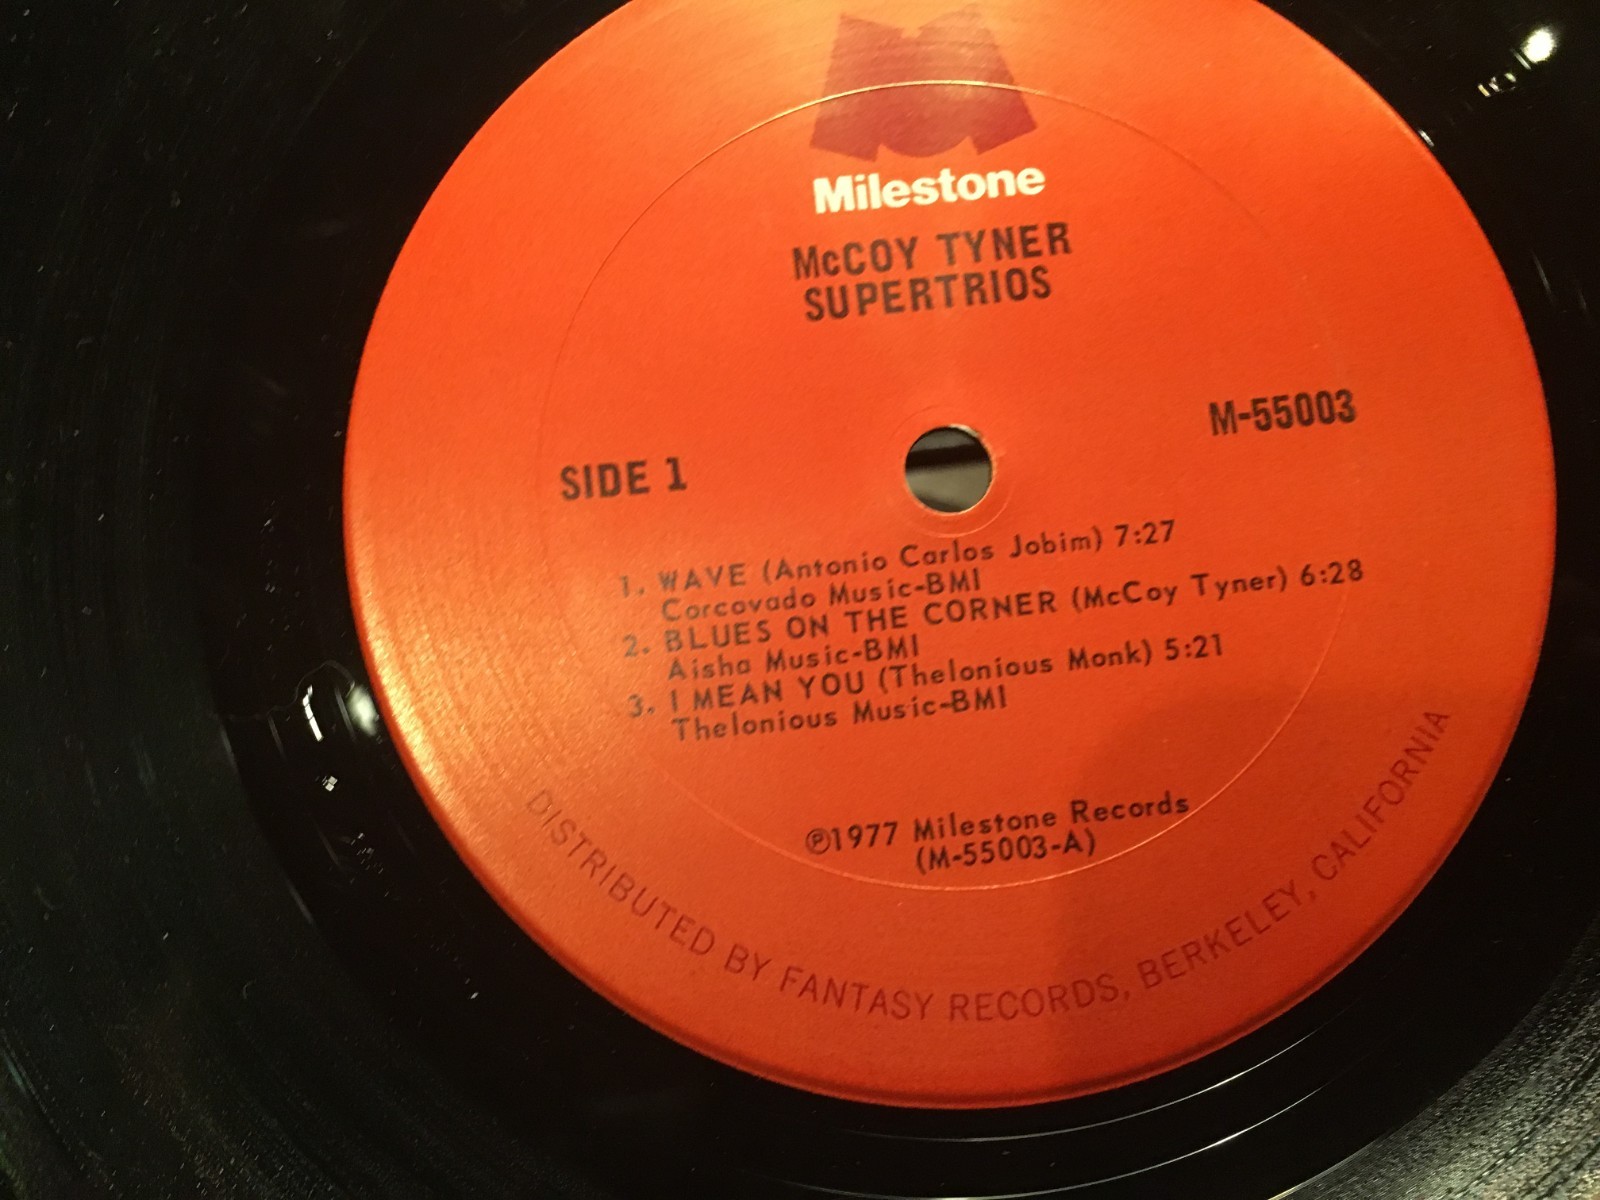 Milestone
McCOY TYNER
SUPERTRIOS
M-55003
SIDE 1
1. WAVE (Antonio Carlos Jobim) 7:27
Corcovado Music-BMI
2. BLUES ON THE CORNER (McCoy Tyner) 6:28
Aisha Music-BMI
3. I MEAN YOU (Thelonious Monk) 5:21
Thelonious Music-BMI
℗1977 Milestone Records
(M-55003-A)
DISTRIBUTED BY FANTASY RECORDS, BERKELEY, CALIFORNIA